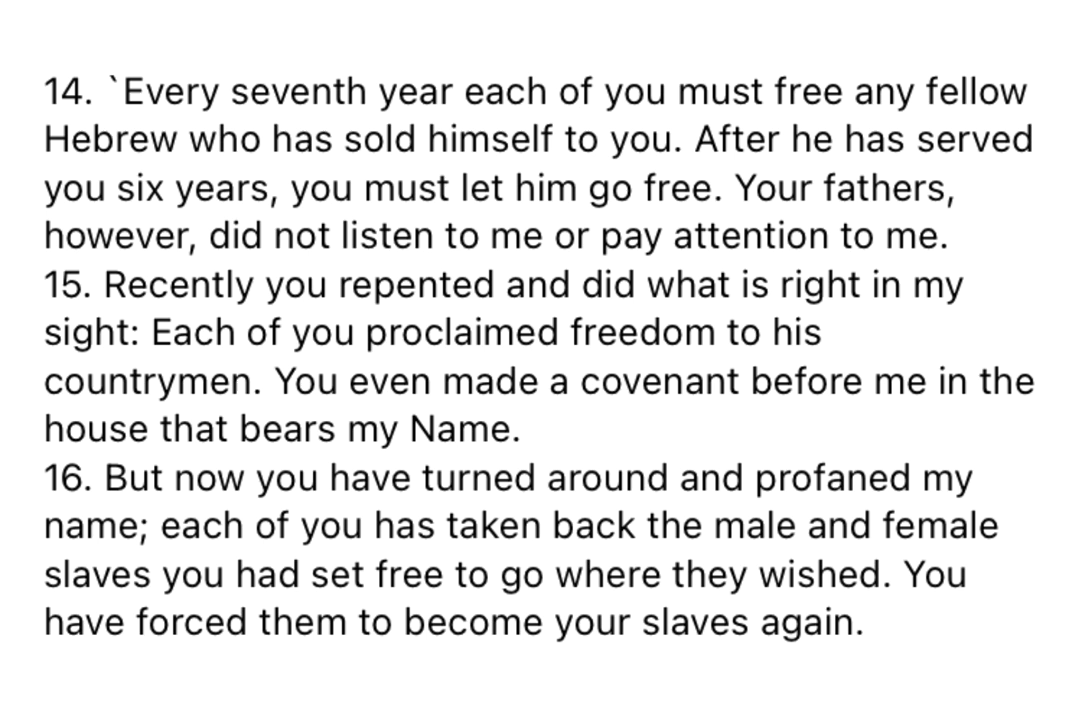 14. `Every seventh year each of you must free any fellow
Hebrew who has sold himself to you. After he has served
you six years, you must let him go free. Your fathers,
however, did not listen to me or pay attention to me.
15. Recently you repented and did what is right in my
sight: Each of you proclaimed freedom to his
countrymen. You even made a covenant before me in the
house that bears my Name.
16. But now you have turned around and profaned my
name; each of you has taken back the male and female
slaves you had set free to go where they wished. You
have forced them to become your slaves again.